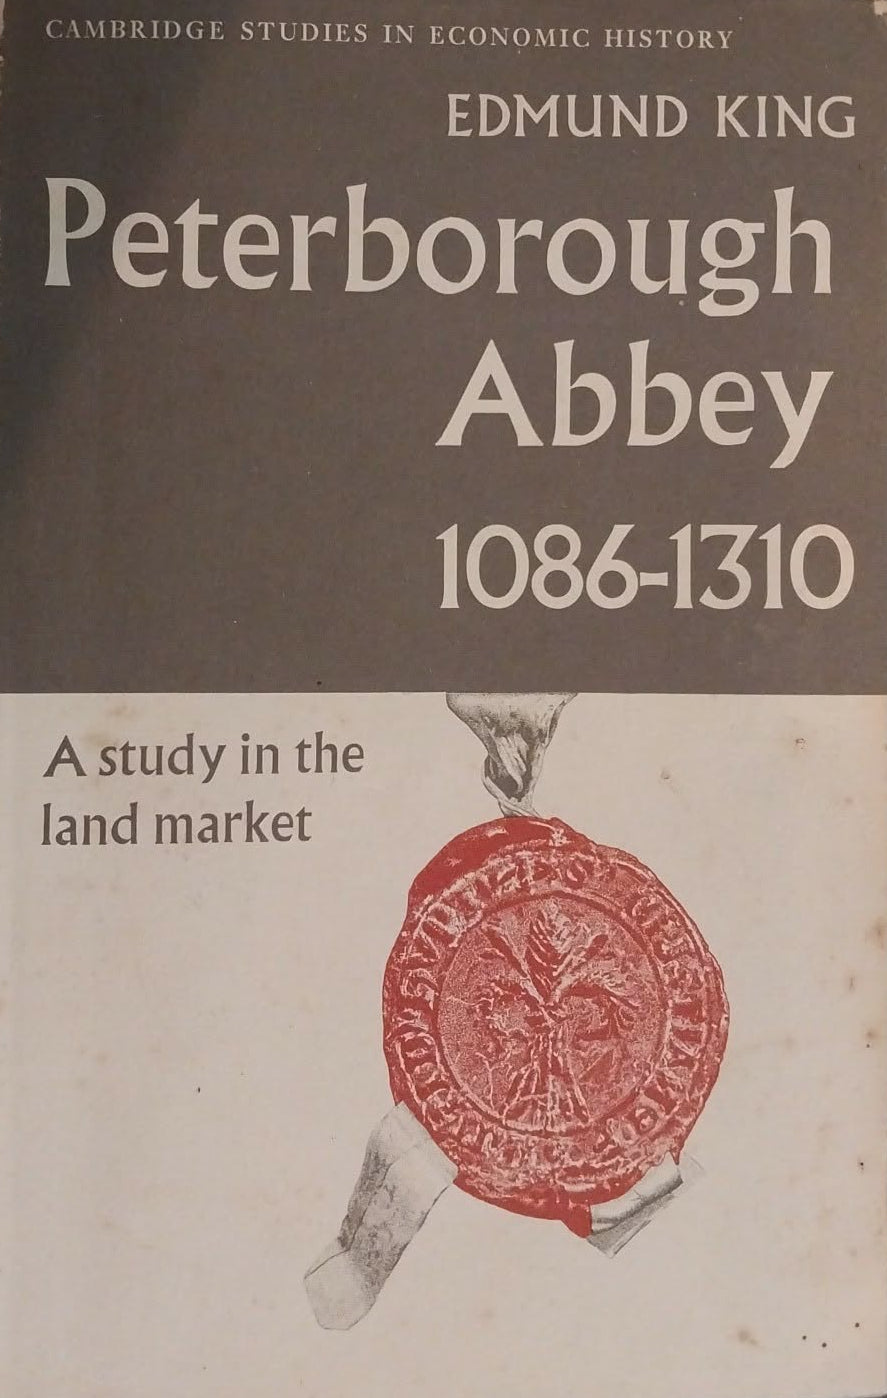 CAMBRIDGE STUDIES IN ECONOMIC HISTORY
EDMUND KING
Peterborough
Abbey
1086-1310
A study in the
land market